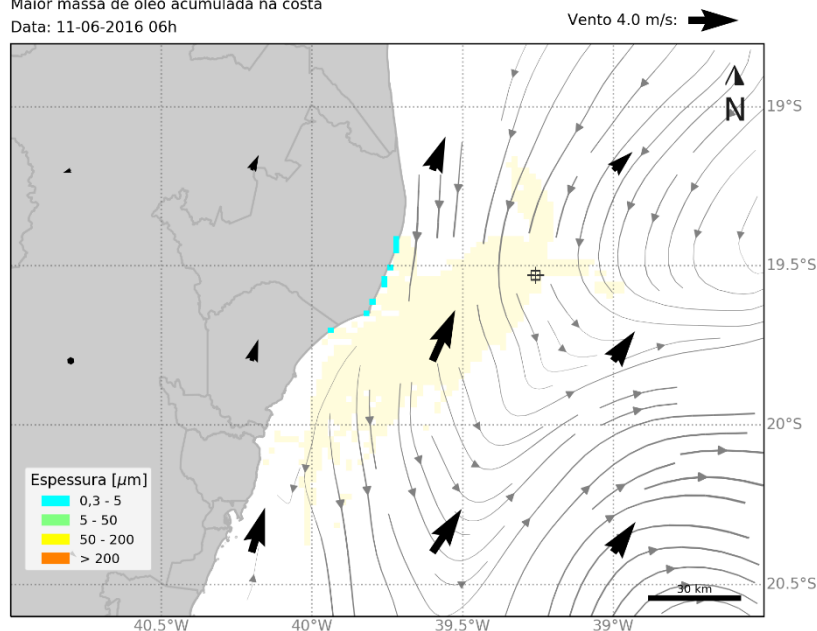 Maior massa de óleo acumulada na costa
Data: 11-06-2016 06h
Vento 4.0 m/s:
N
19°S
19.5°S
20°S
20.5°S
Espessura [μm]
0,3 - 5
5 - 50
50 - 200
> 200
30 km
40.5°W
40°W
39.5°W
39°W